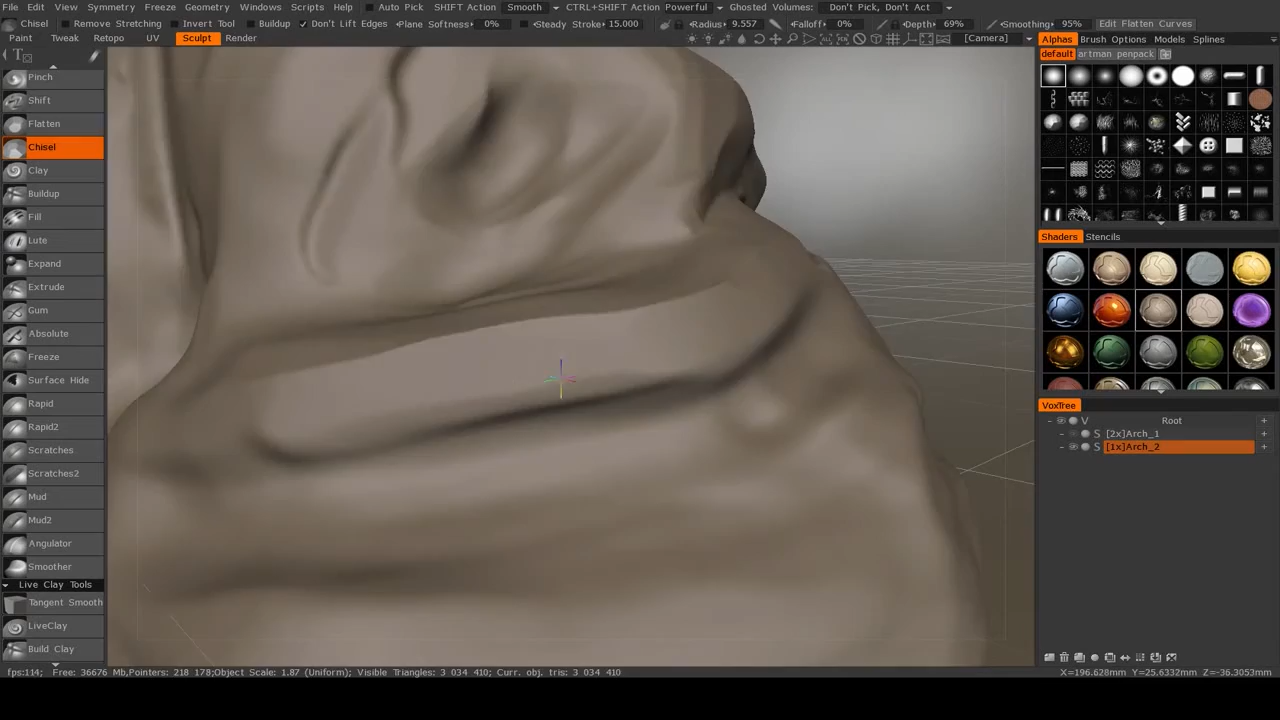 File Edit View Symmetry Freeze Geometry Windows Scripts Help Auto Pick SHIFT Action Smooth CTRL+SHIFT Action Powerful Ghosted Volumes: Don't Pick, Don't Act
Chisel Remove Stretching Invert Tool Buildup Don't Lift Edges Plane Softness 0% Steady Stroke 15.000 Radius 9.557 Falloff 0% Depth 69% Smoothing 95% Edit Flatten Curves
Paint Tweak Retopo UV Sculpt Render [Camera]
Alphas Brush Options Models Splines
default artman penpack
Pinch
Shift
Flatten
Chisel
Clay
Buildup
Fill
Lute
Expand
Extrude
Gum
Absolute
Freeze
Surface Hide
Rapid
Rapid2
Scratches
Scratches2
Mud
Mud2
Angulator
Smoother
Live Clay Tools
Tangent Smooth
LiveClay
Build Clay
Shaders Stencils
VoxTree
V Root
S [2x]Arch_1
S [1x]Arch_2
fps:114; Free: 36676 Mb,Pointers: 218 178;Object Scale: 1.87 (Uniform); Visible Triangles: 3 034 410; Curr. obj. tris: 3 034 410
X=196.628mm Y=25.6332mm Z=-36.3053mm